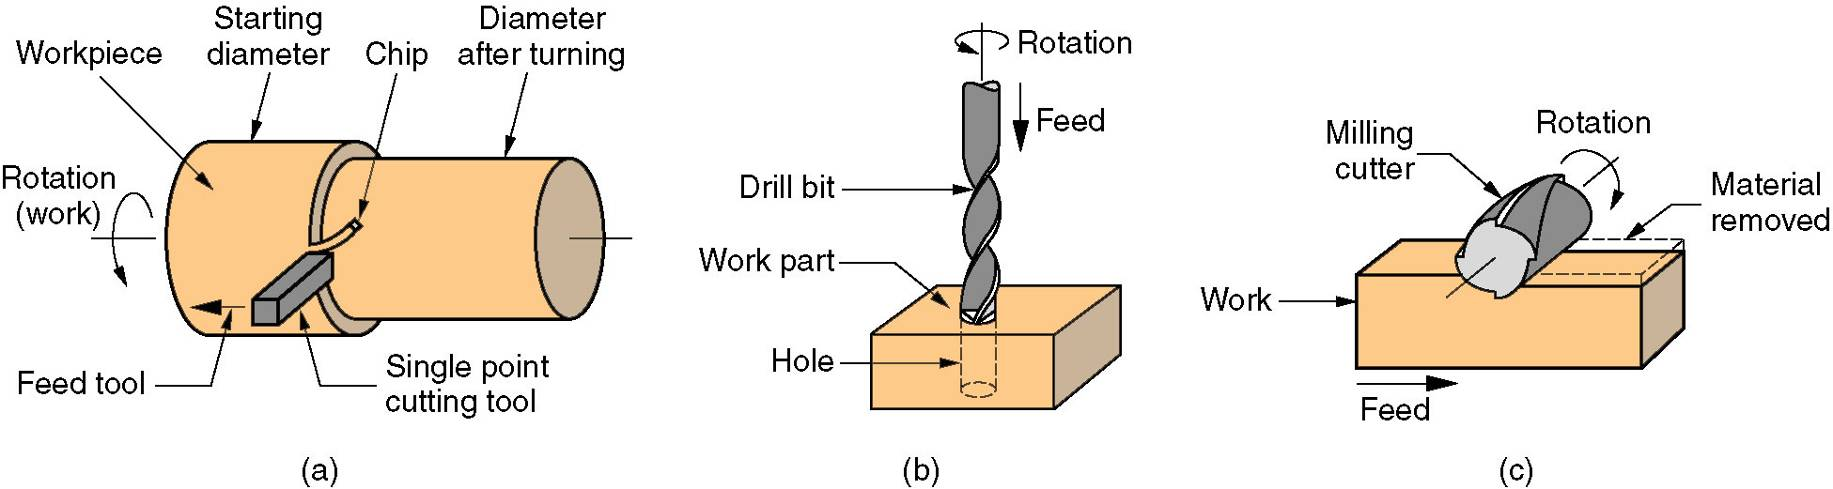 Workpiece
Starting
diameter
Chip
Diameter
after turning
Rotation
(work)
Feed tool
Single point
cutting tool
(a)
Rotation
Feed
Drill bit
Work part
Hole
(b)
Milling
cutter
Rotation
Material
removed
Work
Feed
(c)